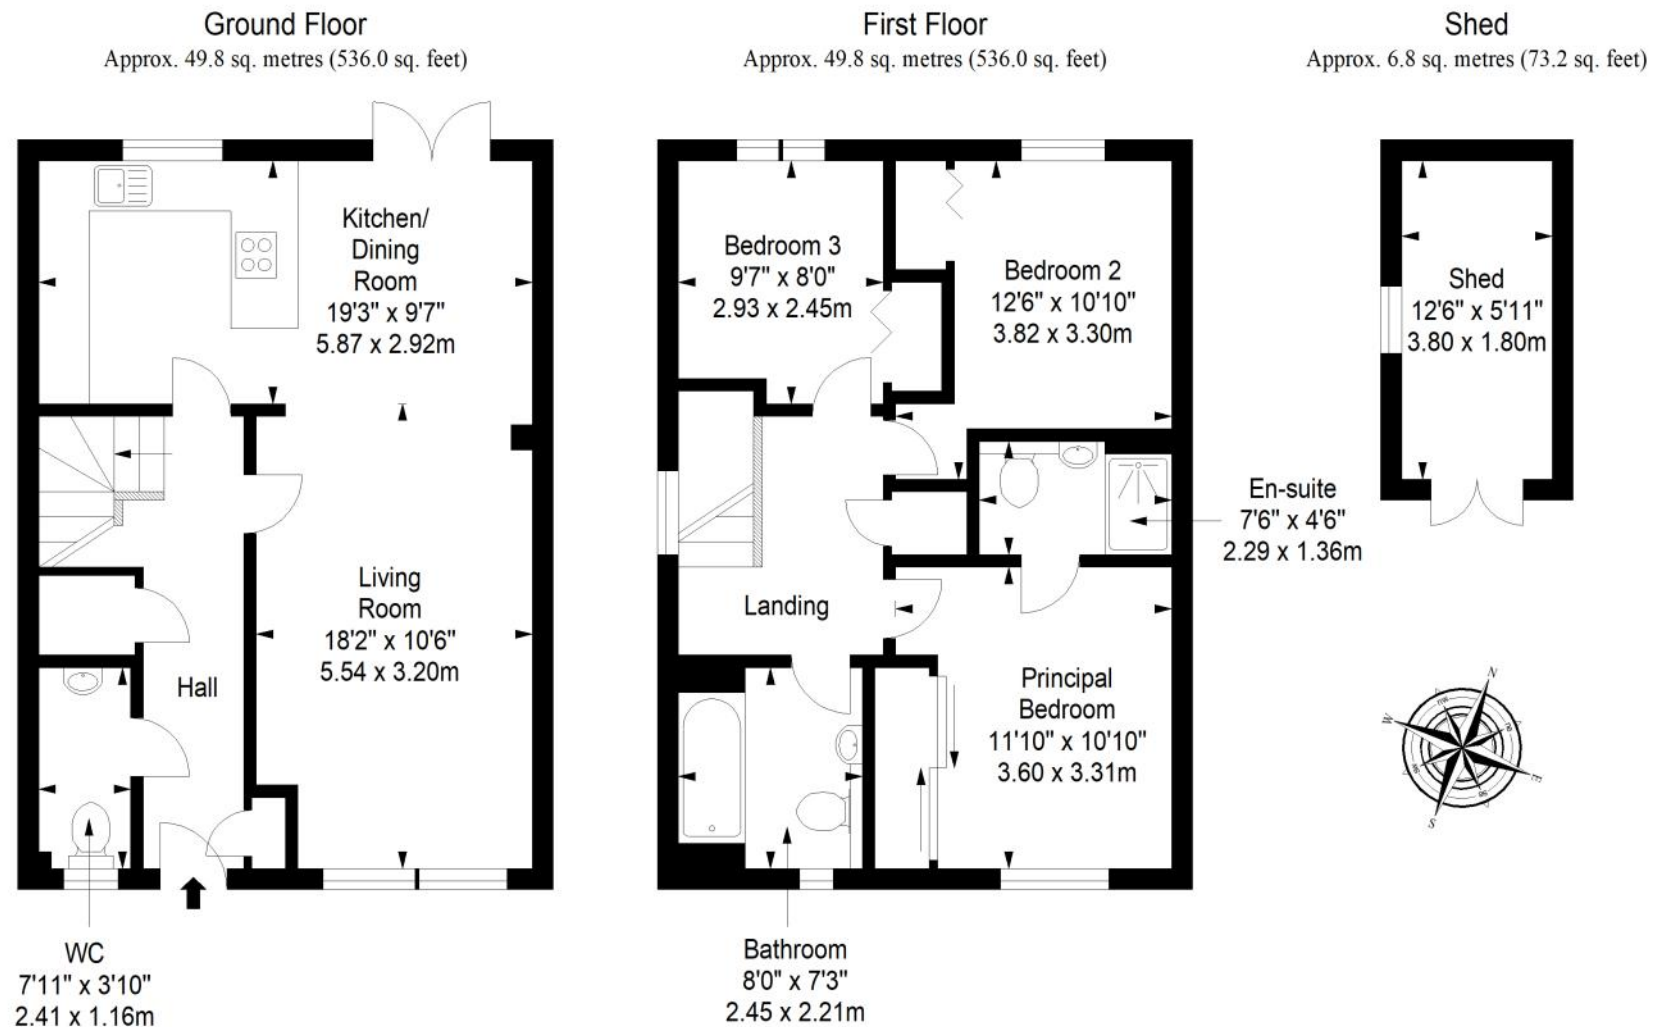 Ground Floor
Approx. 49.8 sq. metres (536.0 sq. feet)
First Floor
Approx. 49.8 sq. metres (536.0 sq. feet)
Shed
Approx. 6.8 sq. metres (73.2 sq. feet)
Kitchen/
Dining
Room
19'3" x 9'7"
5.87 x 2.92m
Living
Room
18'2" x 10'6"
5.54 x 3.20m
Hall
WC
7'11" x 3'10"
2.41 x 1.16m
Bedroom 3
9'7" x 8'0"
2.93 x 2.45m
Bedroom 2
12'6" x 10'10"
3.82 x 3.30m
En-suite
7'6" x 4'6"
2.29 x 1.36m
Landing
Principal
Bedroom
11'10" x 10'10"
3.60 x 3.31m
Bathroom
8'0" x 7'3"
2.45 x 2.21m
Shed
12'6" x 5'11"
3.80 x 1.80m
N
W
E
S